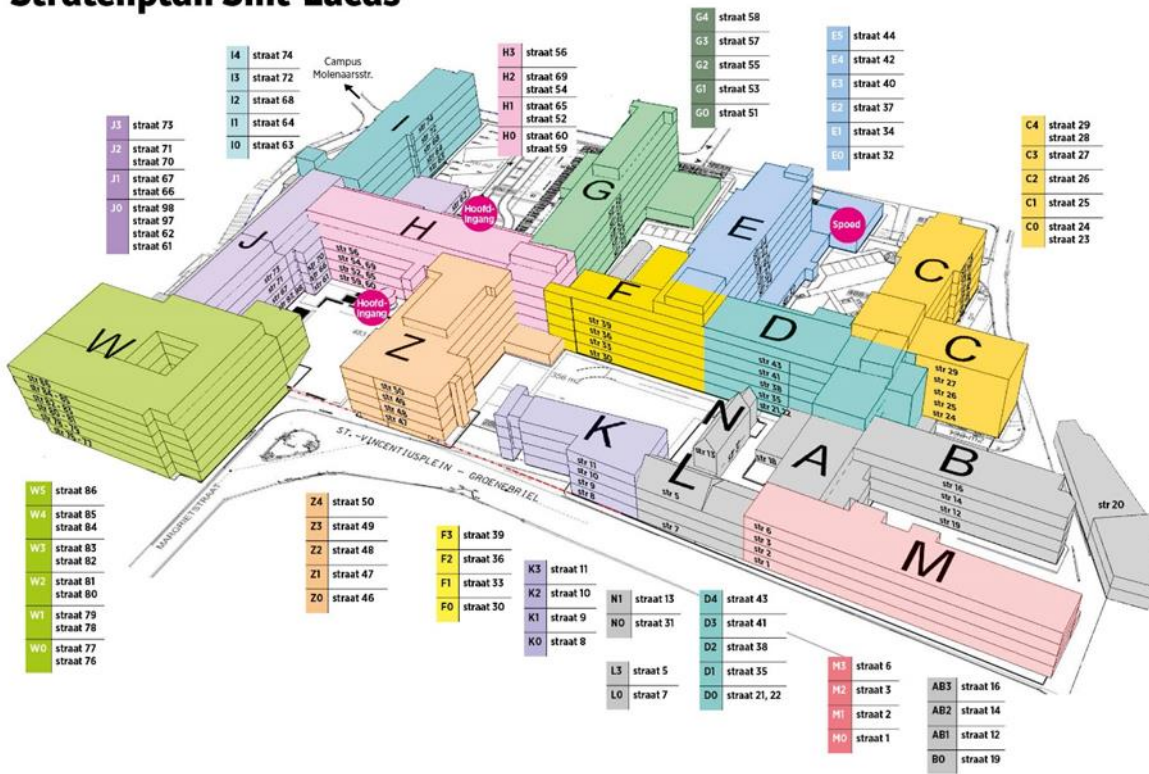 Stratenplan Sint-Lucas
G4 straat 58
G3 straat 57
G2 straat 55
G1 straat 53
G0 straat 51
E5 straat 44
E4 straat 42
E3 straat 40
E2 straat 37
E1 straat 34
E0 straat 32
I4 straat 74
I3 straat 72
I2 straat 68
I1 straat 64
I0 straat 63
Campus
Molenaarsstr.
H3 straat 56
H2 straat 69
straat 54
H1 straat 65
straat 52
H0 straat 60
straat 59
J3 straat 73
J2 straat 71
straat 70
J1 straat 67
straat 66
J0 straat 98
straat 97
straat 62
straat 61
C4 straat 29
straat 28
C3 straat 27
C2 straat 26
C1 straat 25
C0 straat 24
straat 23
I
G
Hoofd-
ingang
E
Spoed
J
H
str 56
str 54, 69
str 52, 65
str 59, 60
Hoofd-
ingang
C
F
str 39
str 36
str 33
str 30
D
str 43
str 41
str 38
str 35
str 21,22
C
str 29
str 27
str 26
str 25
str 24
W
Z
str 50
str 49
str 48
str 47
K
str 11
str 10
str 9
str 8
N
str 13
str 18
L
str 5
str 7
A
B
str 16
str 14
str 12
str 19
str 20
M
str 6
str 3
str 2
str 1
ST.-VINCENTIUSPLEIN - GROENEBRIEL
MARGRIETSTRAAT
W5 straat 86
W4 straat 85
straat 84
W3 straat 83
straat 82
W2 straat 81
straat 80
W1 straat 79
straat 78
W0 straat 77
straat 76
Z4 straat 50
Z3 straat 49
Z2 straat 48
Z1 straat 47
Z0 straat 46
F3 straat 39
F2 straat 36
F1 straat 33
F0 straat 30
K3 straat 11
K2 straat 10
K1 straat 9
K0 straat 8
N1 straat 13
N0 straat 31
L3 straat 5
L0 straat 7
D4 straat 43
D3 straat 41
D2 straat 38
D1 straat 35
D0 straat 21, 22
M3 straat 6
M2 straat 3
M1 straat 2
M0 straat 1
AB3 straat 16
AB2 straat 14
AB1 straat 12
B0 straat 19